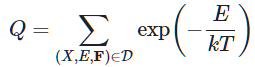 Q = \sum_{(X,E,\mathbf{F})\in\mathcal{D}} \exp\left(-\frac{E}{kT}\right)